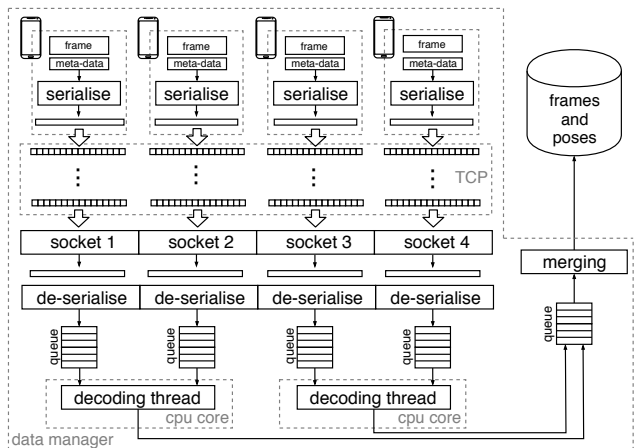 frame
frame
frame
frame
meta-data
meta-data
meta-data
meta-data
serialise
serialise
serialise
serialise
frames
and
poses
TCP
socket 1
socket 2
socket 3
socket 4
merging
de-serialise
de-serialise
de-serialise
de-serialise
queue
queue
queue
queue
queue
decoding thread
decoding thread
cpu core
cpu core
data manager